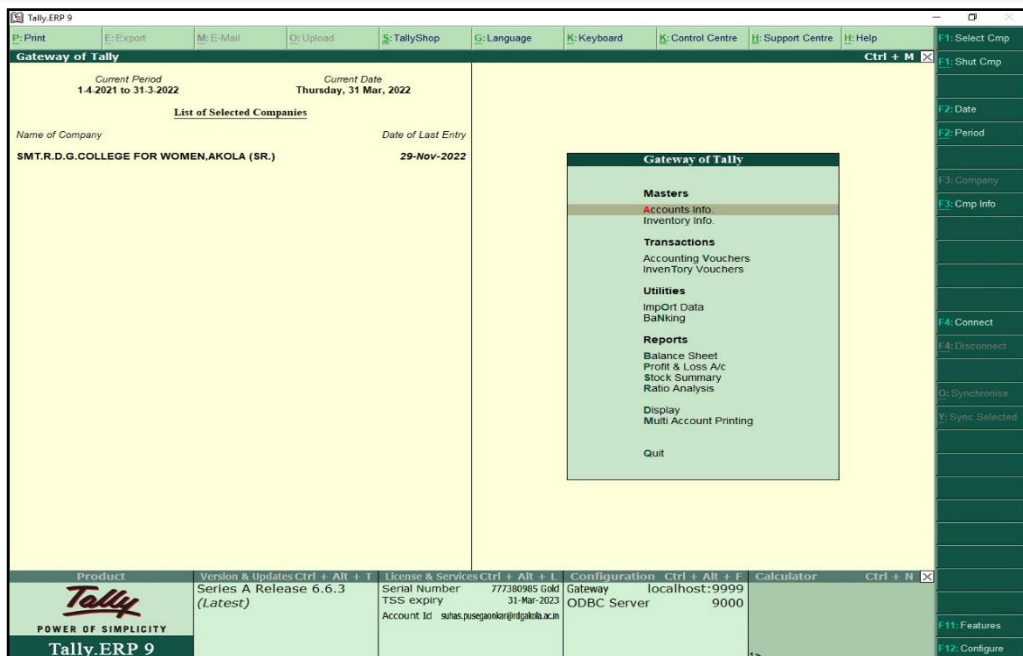 Tally.ERP 9
P: Print E: Export M: E-Mail O: Upload S: TallyShop G: Language K: Keyboard K: Control Centre H: Support Centre H: Help
Gateway of Tally Ctrl + M
Current Period Current Date
1-4-2021 to 31-3-2022 Thursday, 31 Mar, 2022
List of Selected Companies
Name of Company Date of Last Entry
SMT.R.D.G.COLLEGE FOR WOMEN,AKOLA (SR.) 29-Nov-2022
Gateway of Tally
Masters
Accounts Info.
Inventory Info.
Transactions
Accounting Vouchers
InvenTory Vouchers
Utilities
ImpOrt Data
BaNking
Reports
Balance Sheet
Profit & Loss A/c
Stock Summary
Ratio Analysis
Display
Multi Account Printing
Quit
F1: Select Cmp
F1: Shut Cmp
F2: Date
F2: Period
F3: Company
F3: Cmp Info
F4: Connect
F4: Disconnect
O: Synchronise
Y: Sync Selected
F11: Features
F12: Configure
Product
Tally
POWER OF SIMPLICITY
Tally.ERP 9
Version & Updates Ctrl + Alt + T
Series A Release 6.6.3
(Latest)
License & Services Ctrl + Alt + L
Serial Number 777380985 Gold
TSS expiry 31-Mar-2023
Account Id suhas.pusegaonkar@rdgakola.ac.in
Configuration Ctrl + Alt + F
Gateway localhost:9999
ODBC Server 9000
Calculator Ctrl + N
1>